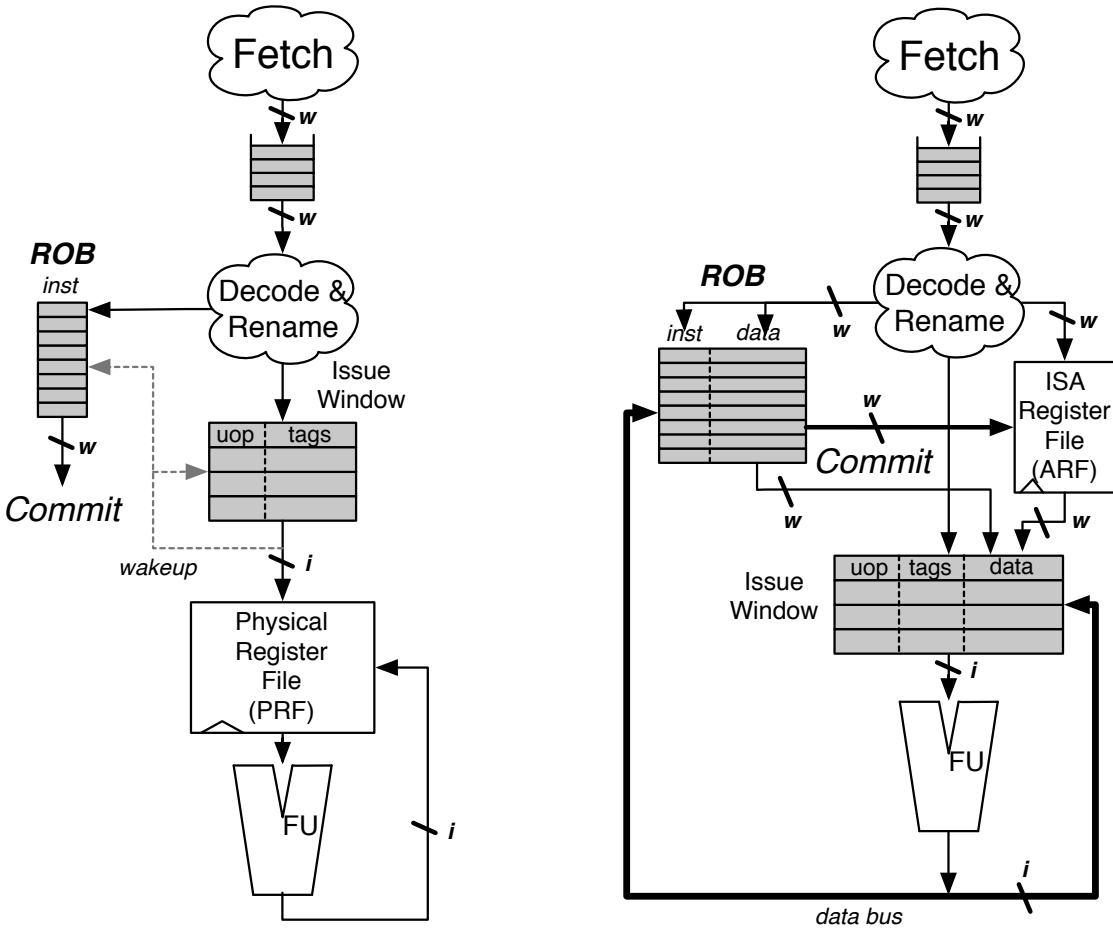 Fetch
w
w
ROB
inst
Decode &
Rename
Issue
Window
uop tags
w
Commit
wakeup
i
Physical
Register
File
(PRF)
FU
i
Fetch
w
w
ROB
Decode &
Rename
w
w
inst data
ISA
Register
File
(ARF)
w
Commit
w
w
uop tags data
Issue
Window
i
FU
i
data bus